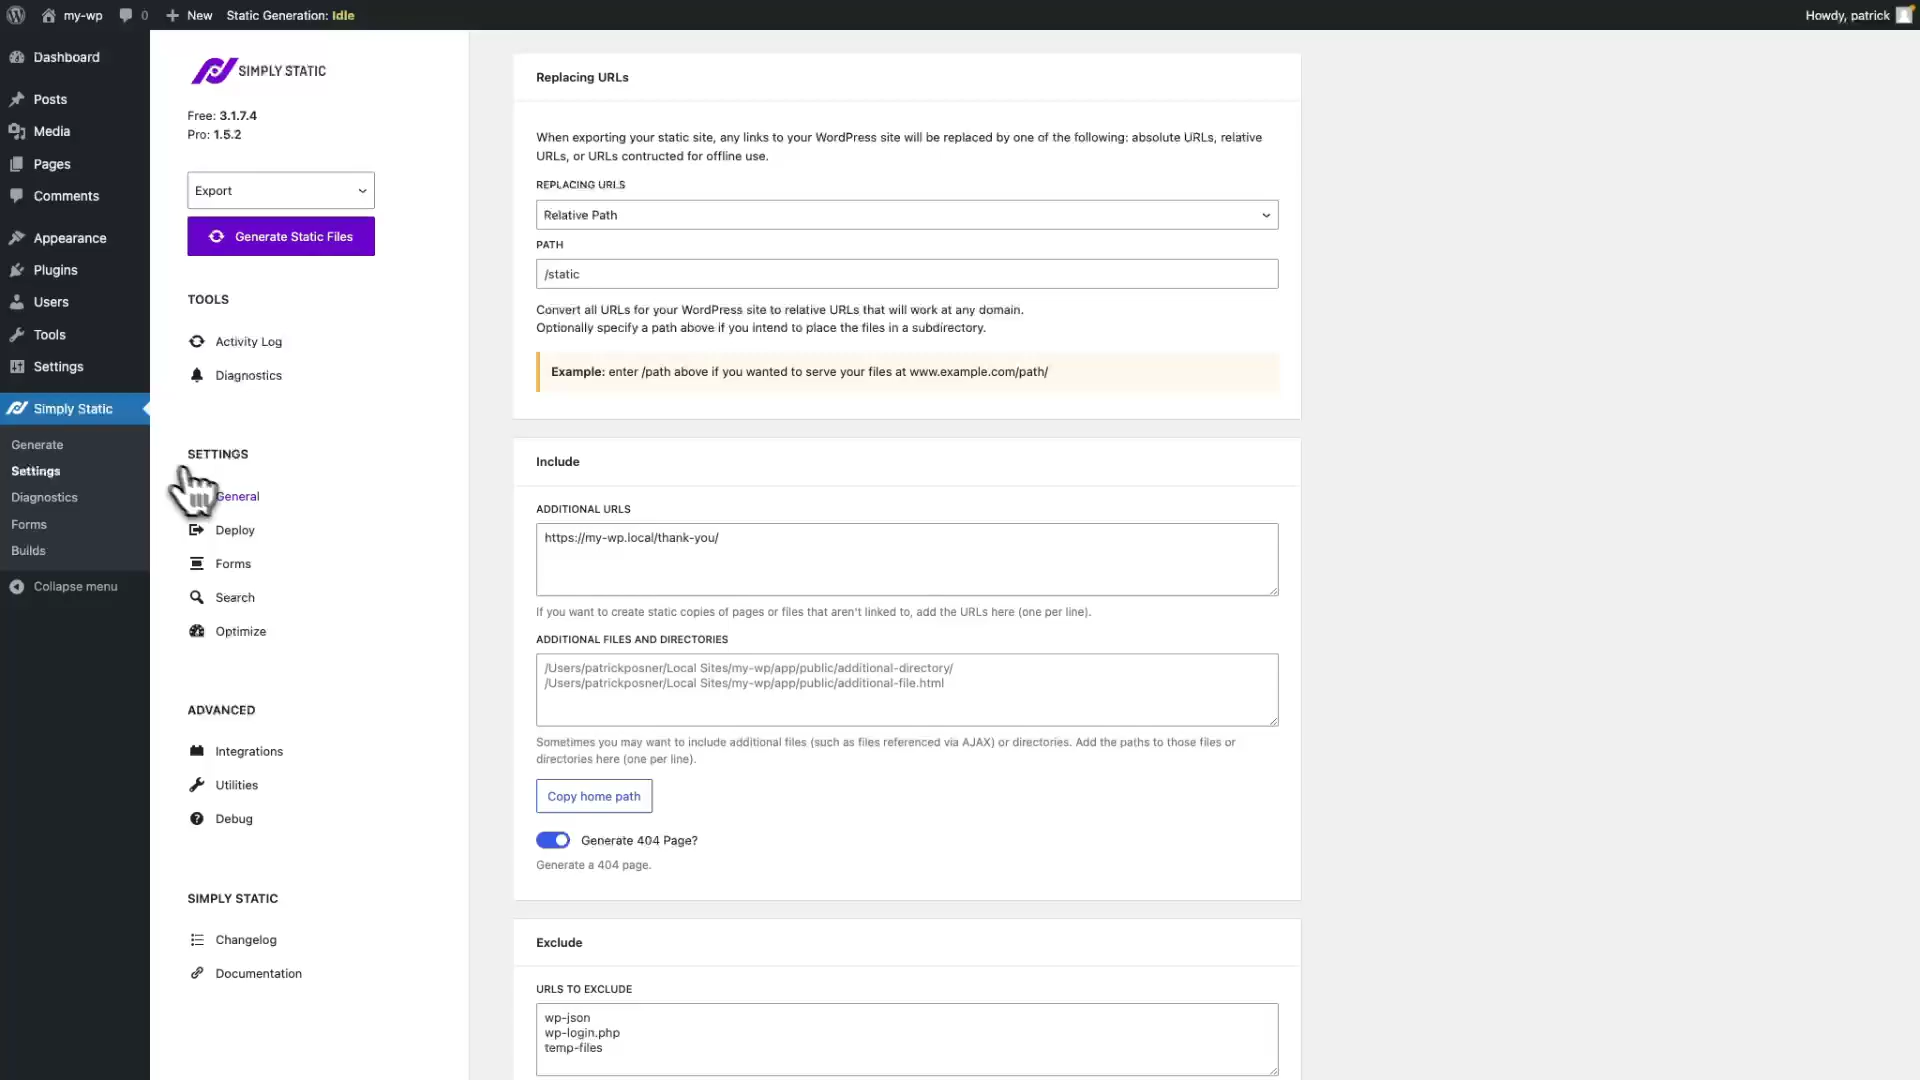 my-wp
0
New
Static Generation: Idle
Howdy, patrick
Dashboard
Posts
Media
Pages
Comments
Appearance
Plugins
Users
Tools
Settings
Simply Static
Generate
Settings
Diagnostics
Forms
Builds
Collapse menu
SIMPLY STATIC
Free: 3.1.7.4
Pro: 1.5.2
Export
Generate Static Files
TOOLS
Activity Log
Diagnostics
SETTINGS
General
Deploy
Forms
Search
Optimize
ADVANCED
Integrations
Utilities
Debug
SIMPLY STATIC
Changelog
Documentation
Replacing URLs
When exporting your static site, any links to your WordPress site will be replaced by one of the following: absolute URLs, relative
URLs, or URLs contructed for offline use.
REPLACING URLS
Relative Path
PATH
/static
Convert all URLs for your WordPress site to relative URLs that will work at any domain.
Optionally specify a path above if you intend to place the files in a subdirectory.
Example: enter /path above if you wanted to serve your files at www.example.com/path/
Include
ADDITIONAL URLS
https://my-wp.local/thank-you/
If you want to create static copies of pages or files that aren't linked to, add the URLs here (one per line).
ADDITIONAL FILES AND DIRECTORIES
/Users/patrickposner/Local Sites/my-wp/app/public/additional-directory/
/Users/patrickposner/Local Sites/my-wp/app/public/additional-file.html
Sometimes you may want to include additional files (such as files referenced via AJAX) or directories. Add the paths to those files or
directories here (one per line).
Copy home path
Generate 404 Page?
Generate a 404 page.
Exclude
URLS TO EXCLUDE
wp-json
wp-login.php
temp-files